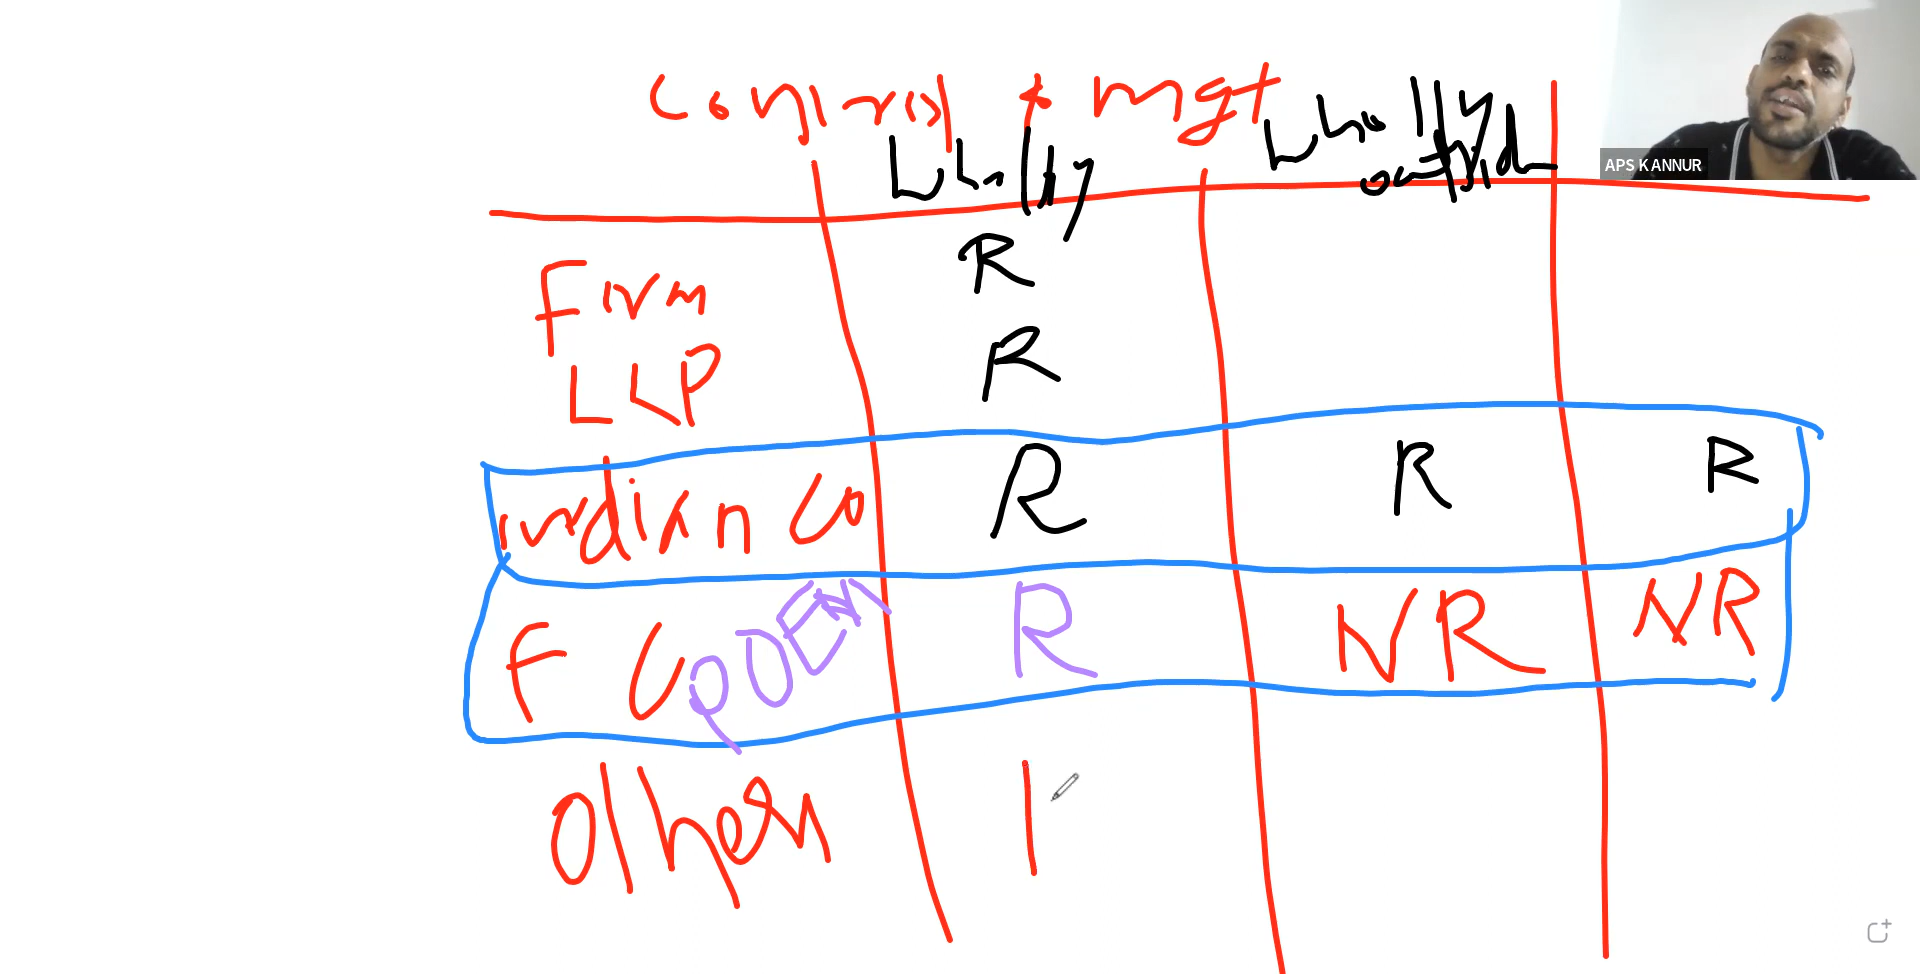 Control & mgt
Wholly Wholly outside
APS KANNUR
Firm R
LLP R
Indian Co R R R
F Co POEM R NR NR
Others